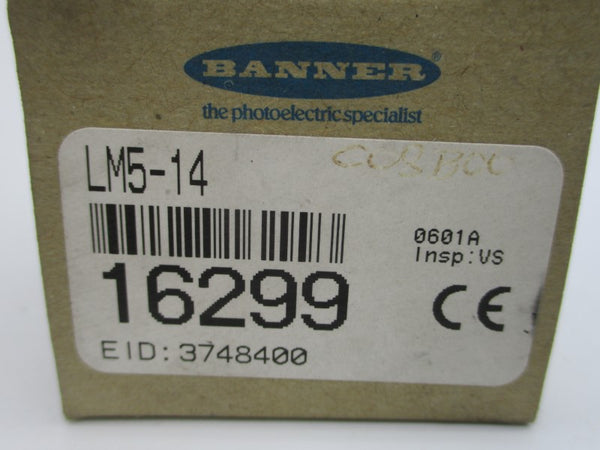 BANNER®
the photoelectric specialist
LM5-14
0601A
Insp:VS
16299
CE
EID:3748400